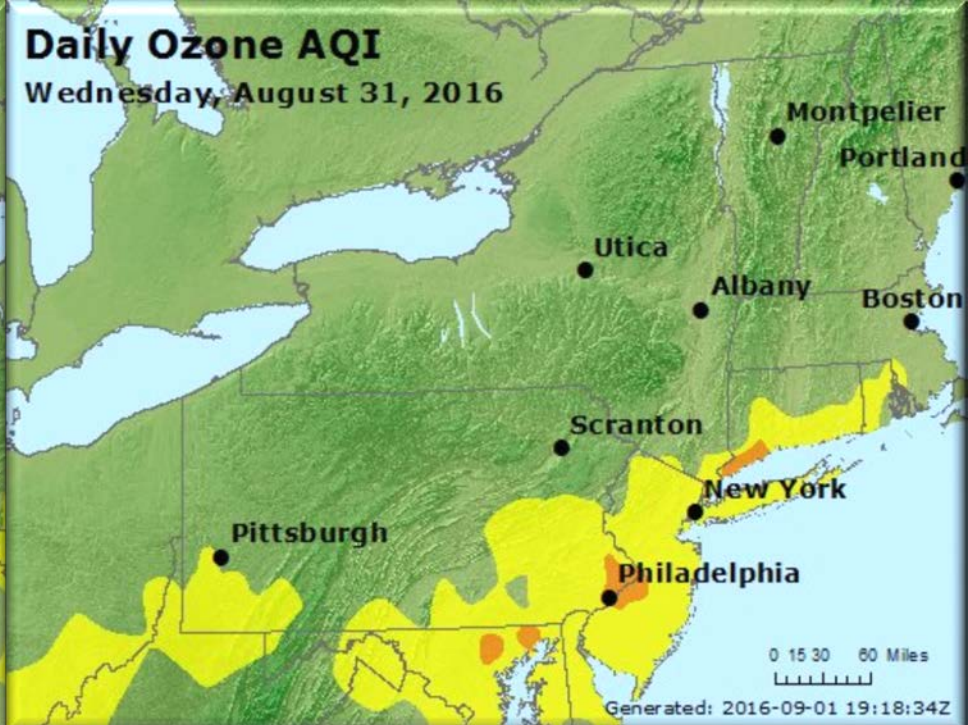 Daily Ozone AQI
Wednesday, August 31, 2016
Montpelier
Portland
Utica
Albany
Boston
Scranton
New York
Pittsburgh
Philadelphia
0 15 30 60 Miles
Generated: 2016-09-01 19:18:34Z